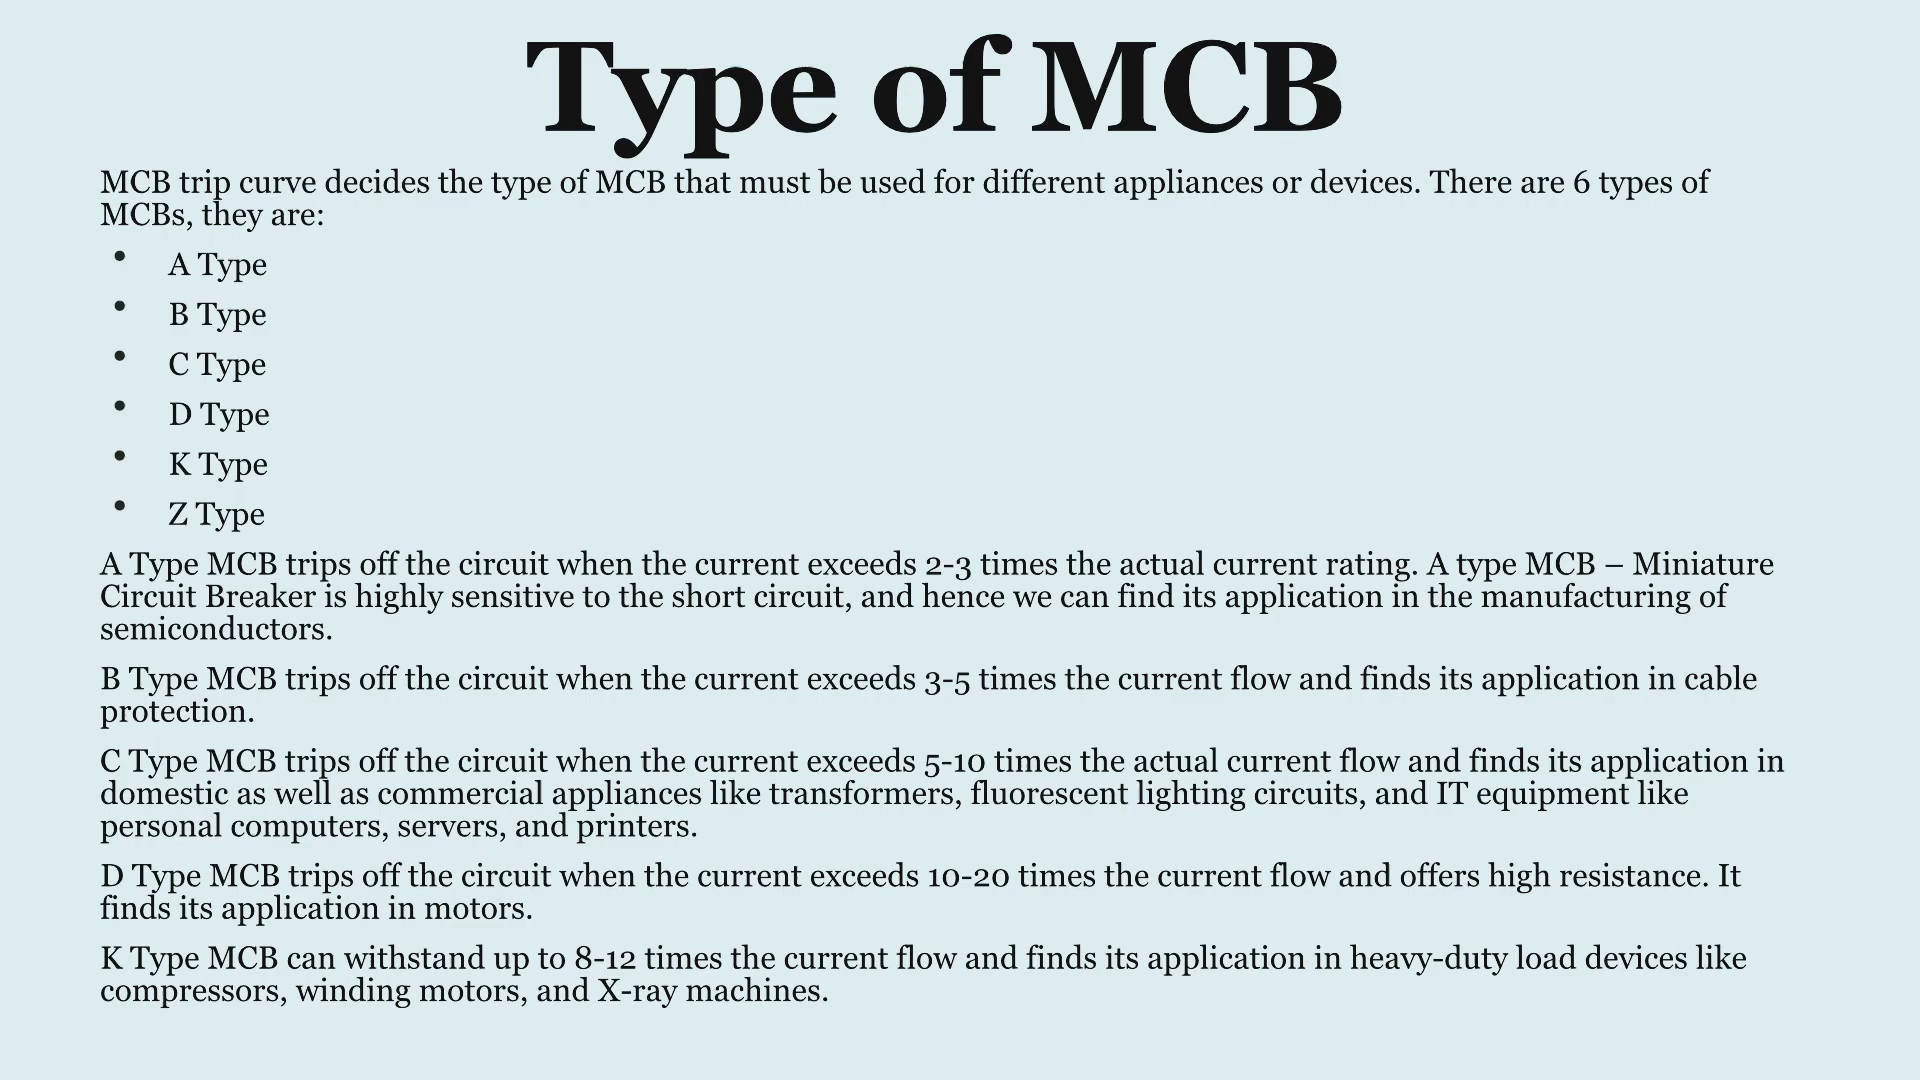 Type of MCB
MCB trip curve decides the type of MCB that must be used for different appliances or devices. There are 6 types of
MCBs, they are:
• A Type
• B Type
• C Type
• D Type
• K Type
• Z Type
A Type MCB trips off the circuit when the current exceeds 2-3 times the actual current rating. A type MCB – Miniature
Circuit Breaker is highly sensitive to the short circuit, and hence we can find its application in the manufacturing of
semiconductors.
B Type MCB trips off the circuit when the current exceeds 3-5 times the current flow and finds its application in cable
protection.
C Type MCB trips off the circuit when the current exceeds 5-10 times the actual current flow and finds its application in
domestic as well as commercial appliances like transformers, fluorescent lighting circuits, and IT equipment like
personal computers, servers, and printers.
D Type MCB trips off the circuit when the current exceeds 10-20 times the current flow and offers high resistance. It
finds its application in motors.
K Type MCB can withstand up to 8-12 times the current flow and finds its application in heavy-duty load devices like
compressors, winding motors, and X-ray machines.